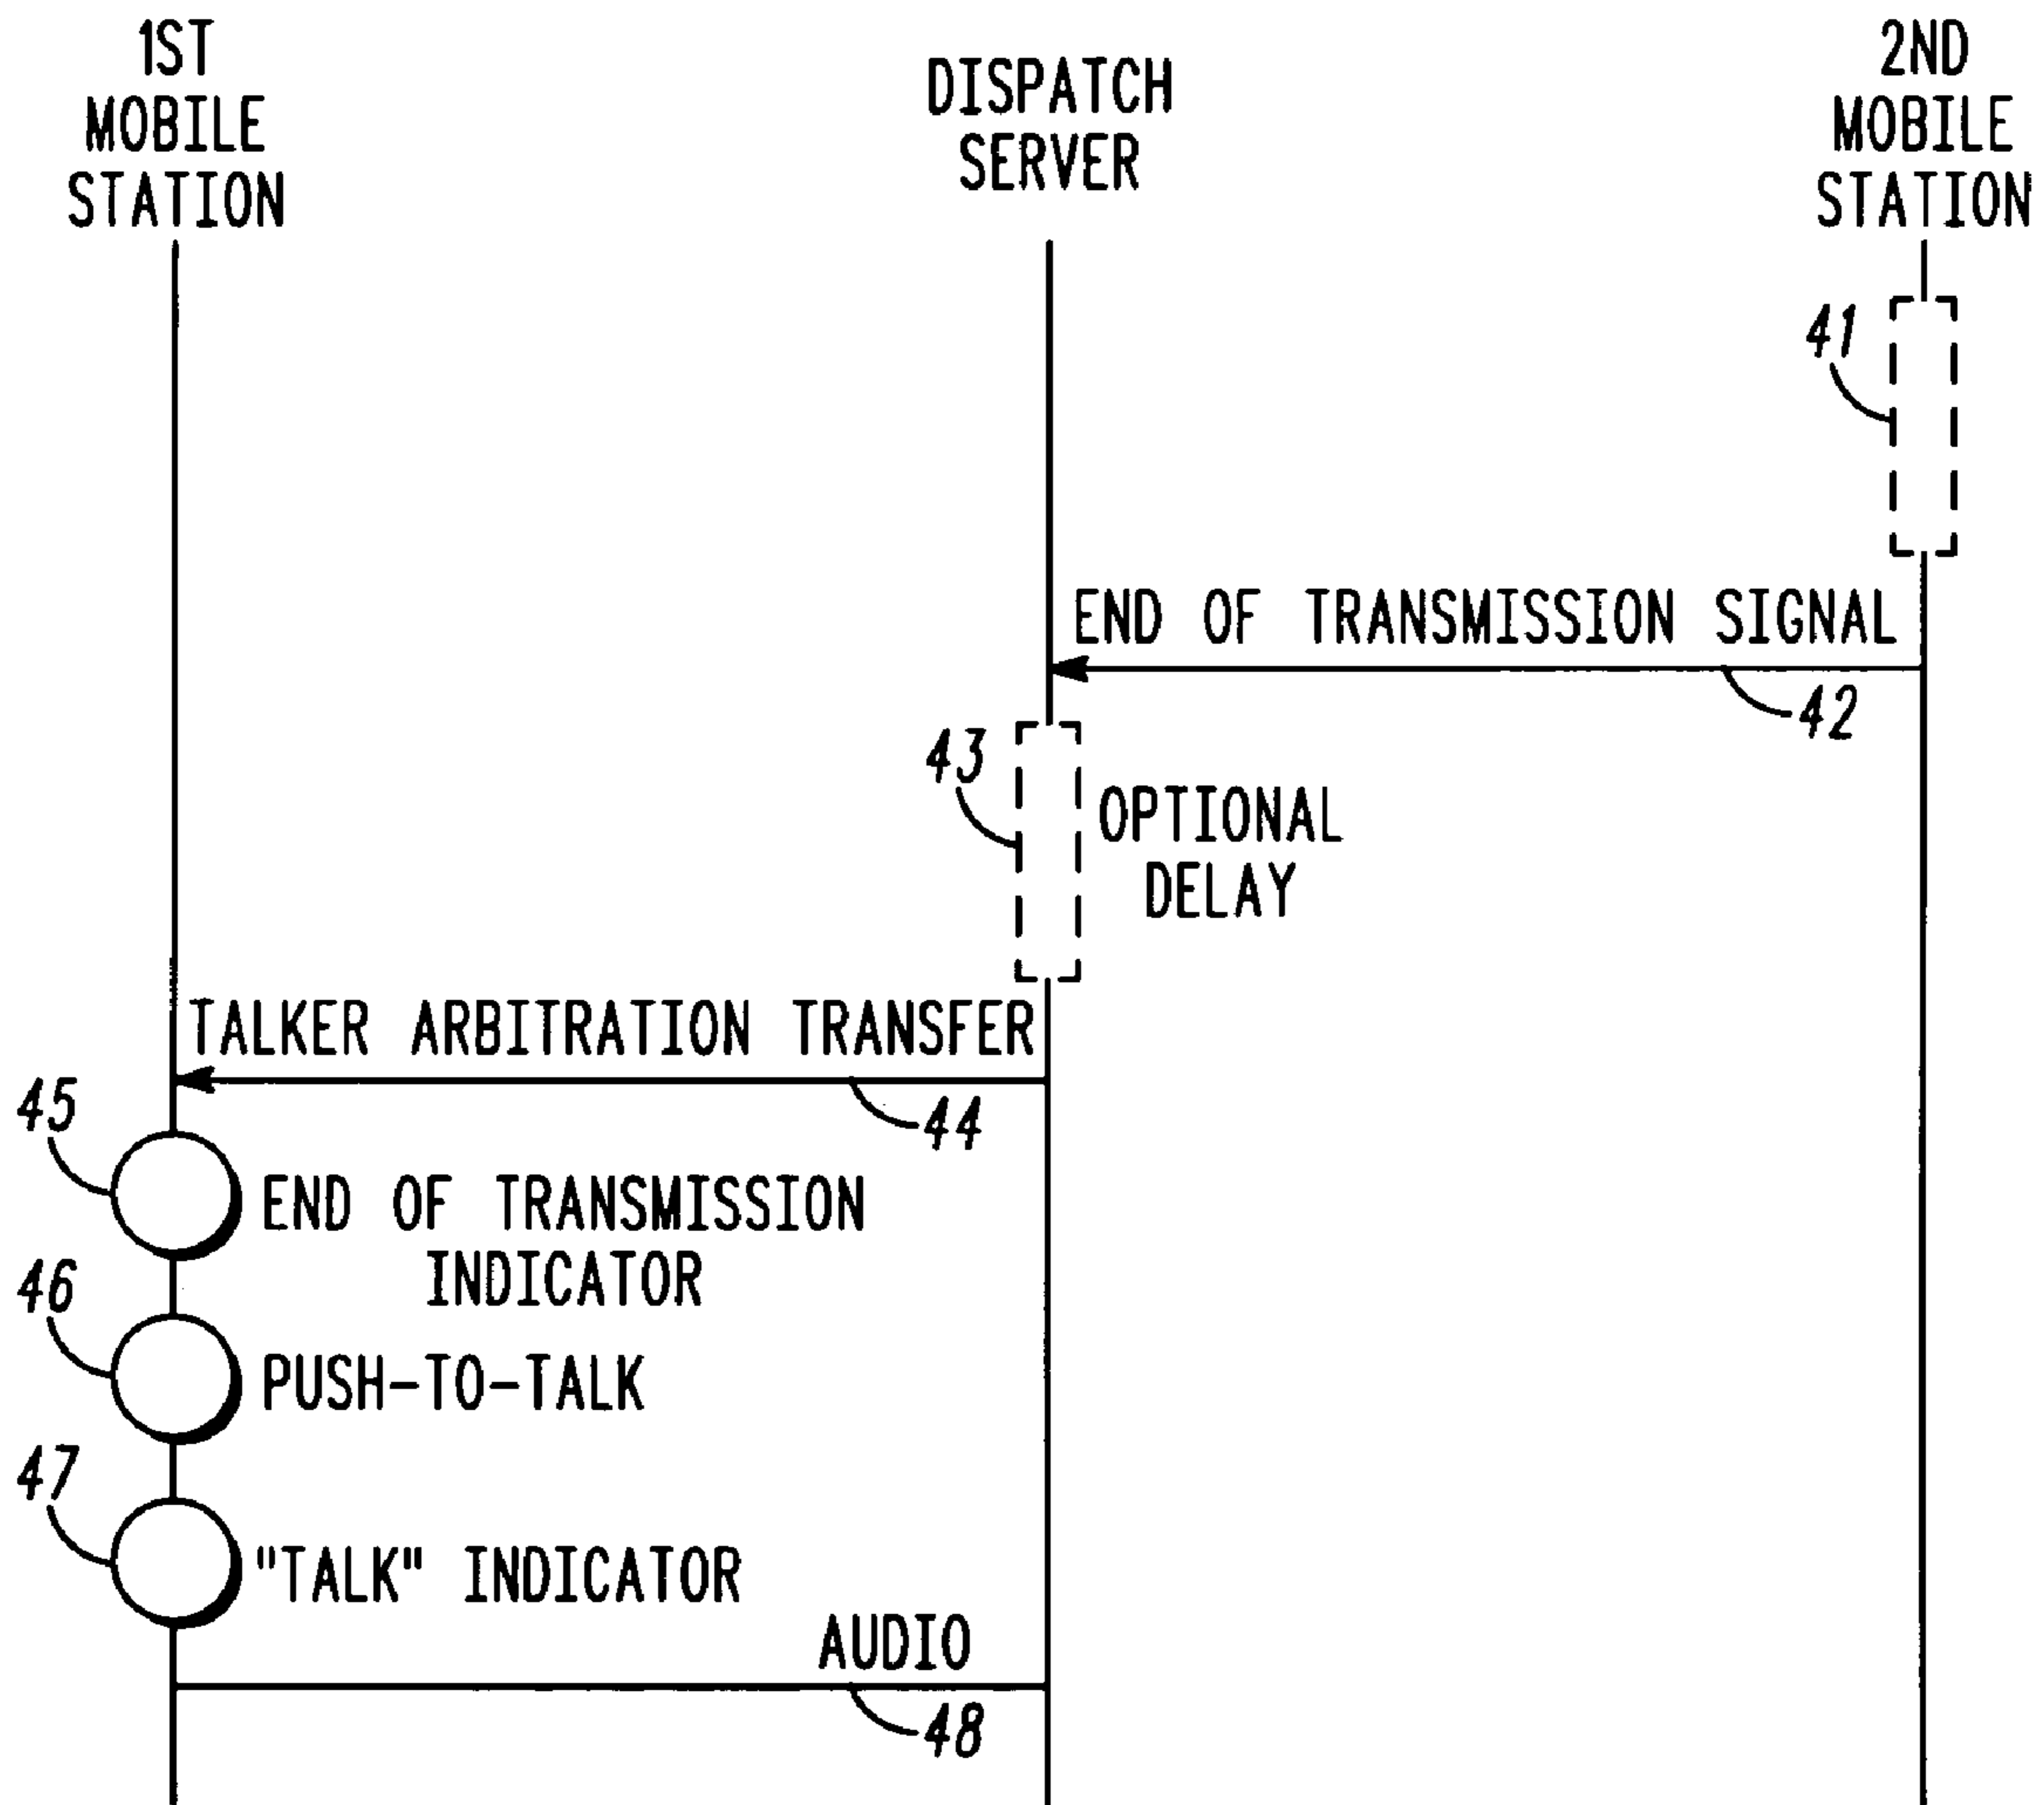 1ST
MOBILE
STATION
DISPATCH
SERVER
2ND
MOBILE
STATION
41
END OF TRANSMISSION SIGNAL
42
43
OPTIONAL
DELAY
TALKER ARBITRATION TRANSFER
44
45
END OF TRANSMISSION
INDICATOR
46
PUSH-TO-TALK
47
"TALK" INDICATOR
AUDIO
48